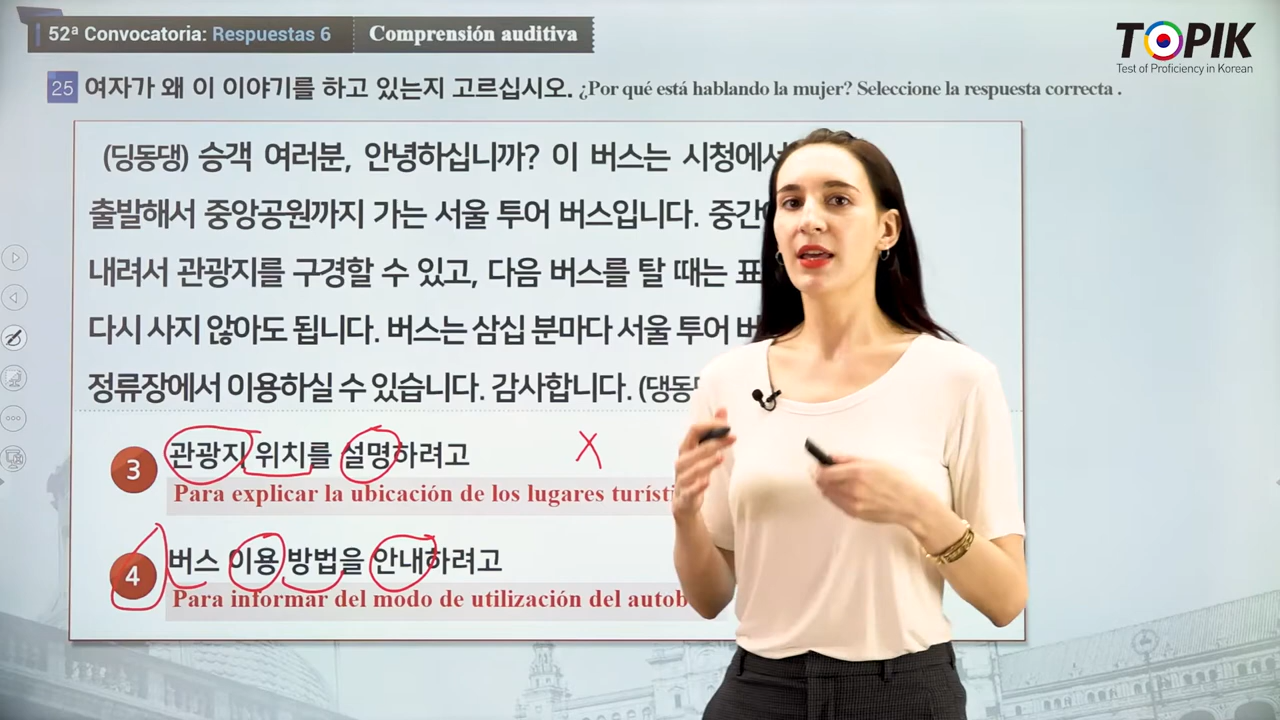 52ª Convocatoria: Respuestas 6 Comprensión auditiva
TOPIK
Test of Proficiency in Korean
25 여자가 왜 이 이야기를 하고 있는지 고르십시오. ¿Por qué está hablando la mujer? Seleccione la respuesta correcta .
(딩동댕) 승객 여러분, 안녕하십니까? 이 버스는 시청에서
출발해서 중앙공원까지 가는 서울 투어 버스입니다.
내려서 관광지를 구경할 수 있고, 다음 버스를 탈 때는
다시 사지 않아도 됩니다. 버스는 삼십 분마다 서울 투어
정류장에서 이용하실 수 있습니다. 감사합니다.
3 관광지 위치를 설명하려고 X
Para explicar la ubicación de los lugares
4 버스 이용 방법을 안내하려고
Para informar del modo de utilización del